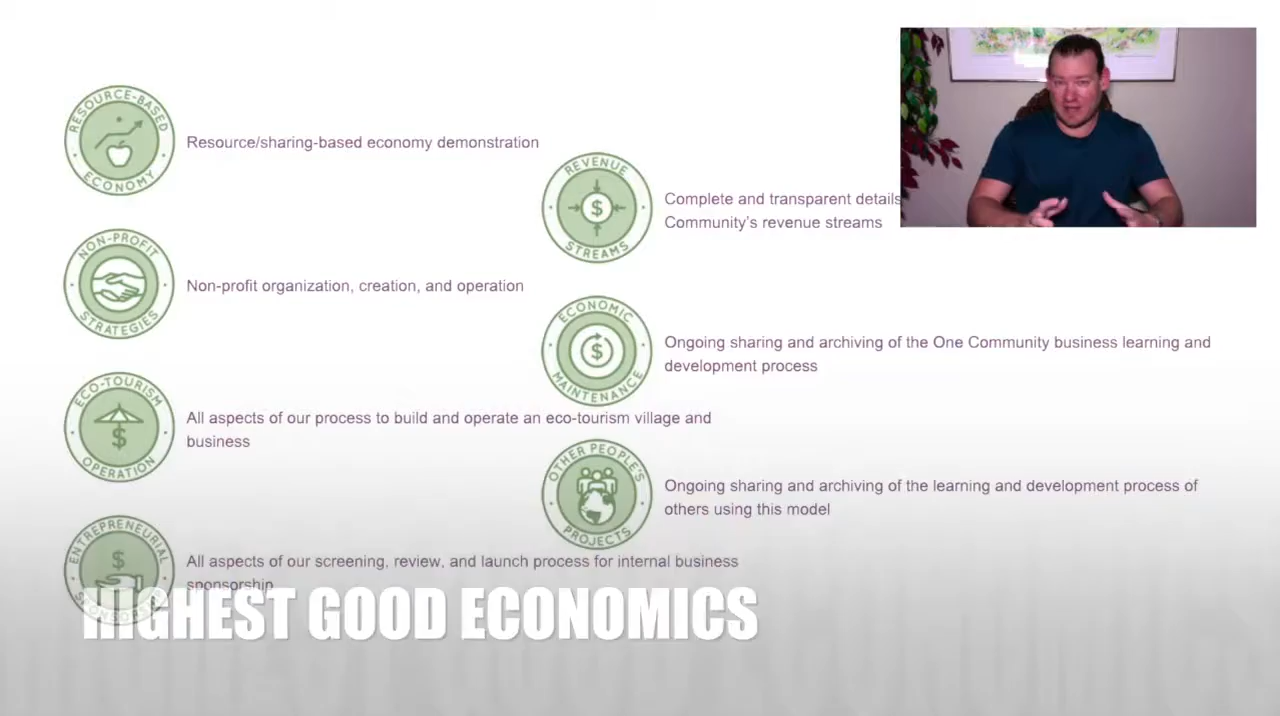 RESOURCE-BASED
ECONOMY
Resource/sharing-based economy demonstration
NON-PROFIT
STRATEGIES
Non-profit organization, creation, and operation
ECO-TOURISM
$
OPERATION
All aspects of our process to build and operate an eco-tourism village and
business
ENTREPRENEURIAL
$
SPONSORSHIP
All aspects of our screening, review, and launch process for internal business
sponsorship
REVENUE
$
STREAMS
Complete and transparent details
Community’s revenue streams
ECONOMIC
$
MAINTENANCE
Ongoing sharing and archiving of the One Community business learning and
development process
OTHER PEOPLE'S
PROJECTS
Ongoing sharing and archiving of the learning and development process of
others using this model
HIGHEST GOOD ECONOMICS